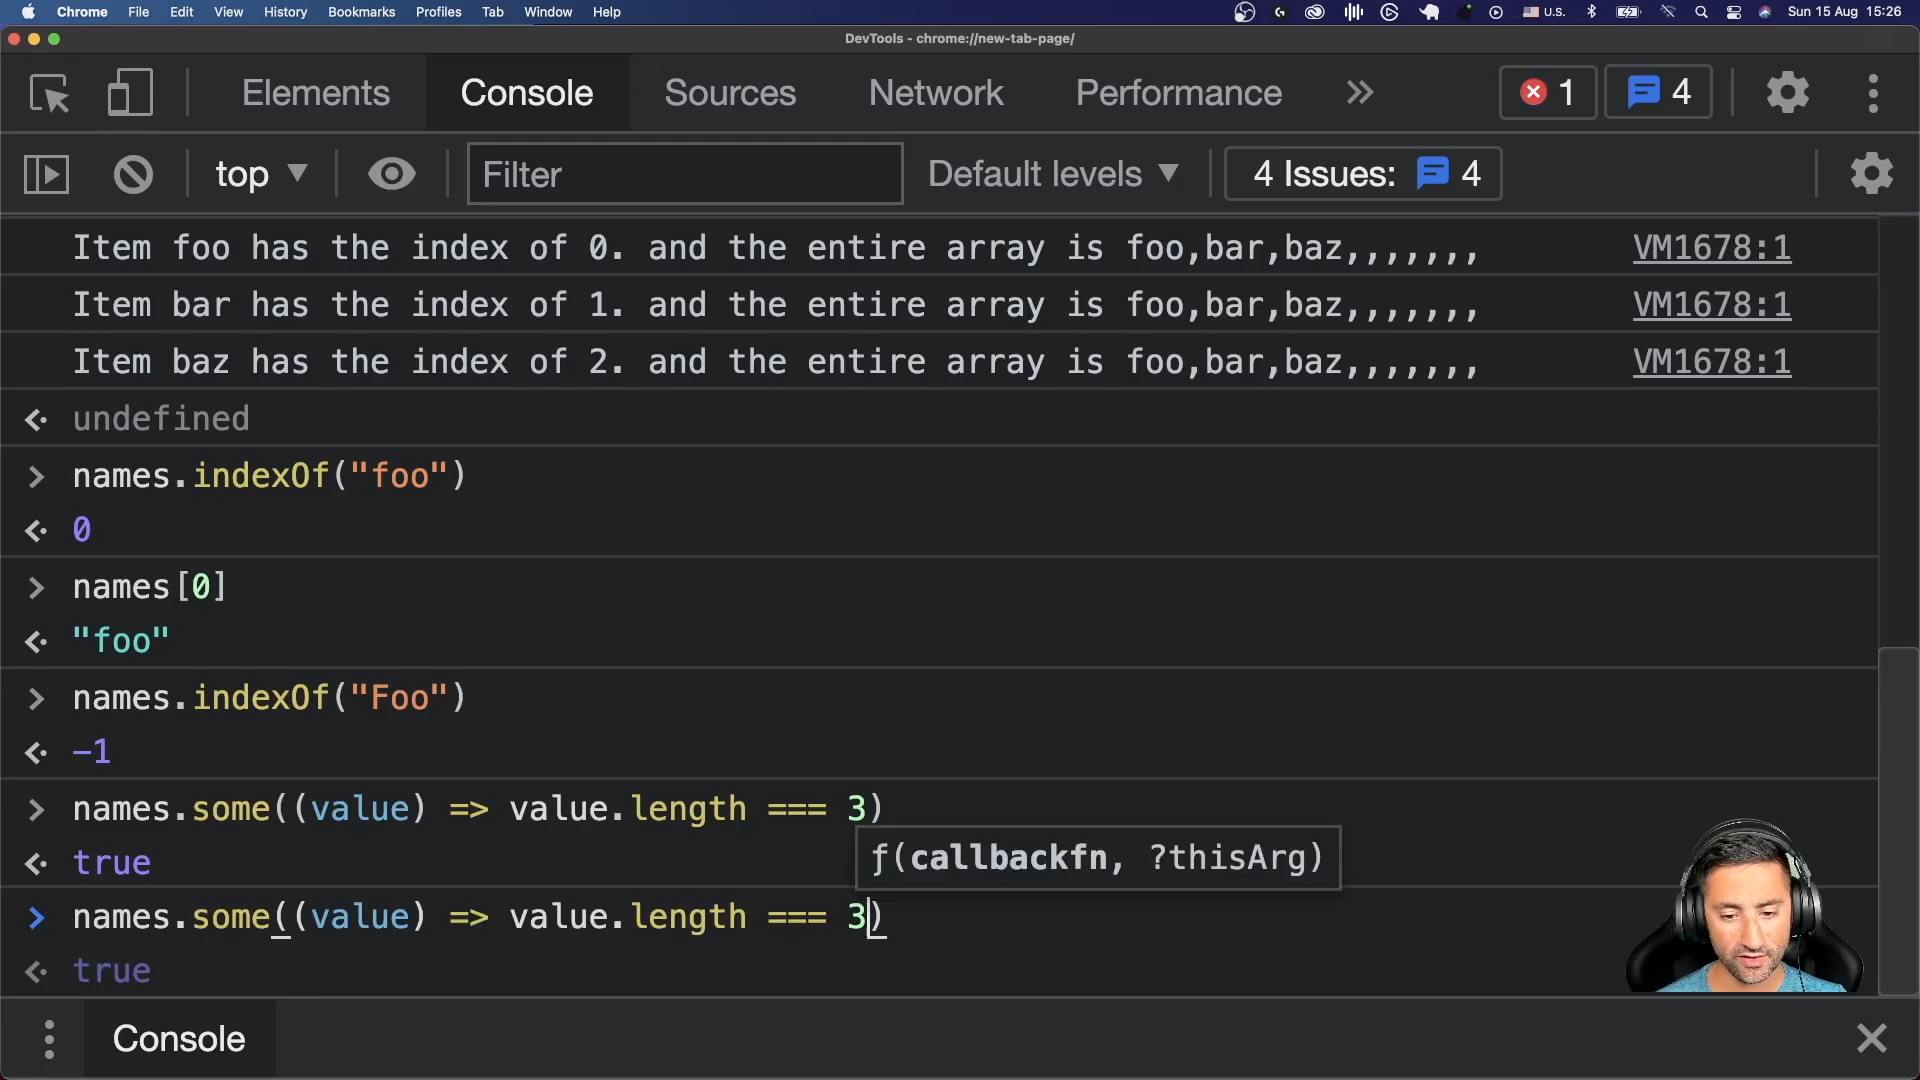 Chrome File Edit View History Bookmarks Profiles Tab Window Help U.S. Sun 15 Aug 15:26
DevTools - chrome://new-tab-page/
Elements Console Sources Network Performance » 1 4
top ▼ Filter Default levels ▼ 4 Issues: 4
Item foo has the index of 0. and the entire array is foo,bar,baz,,,,,,, VM1678:1
Item bar has the index of 1. and the entire array is foo,bar,baz,,,,,,, VM1678:1
Item baz has the index of 2. and the entire array is foo,bar,baz,,,,,,, VM1678:1
undefined
> names.indexOf("foo")
0
> names[0]
"foo"
> names.indexOf("Foo")
-1
> names.some((value) => value.length === 3)
true
ƒ(callbackfn, ?thisArg)
> names.some((value) => value.length === 3)
true
Console